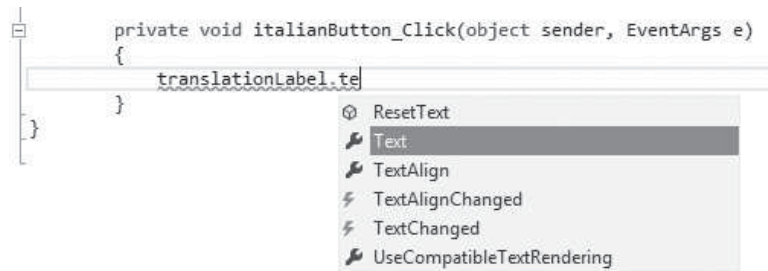 private void italianButton_Click(object sender, EventArgs e)
{
translationLabel.te
}
}
ResetText
Text
TextAlign
TextAlignChanged
TextChanged
UseCompatibleTextRendering